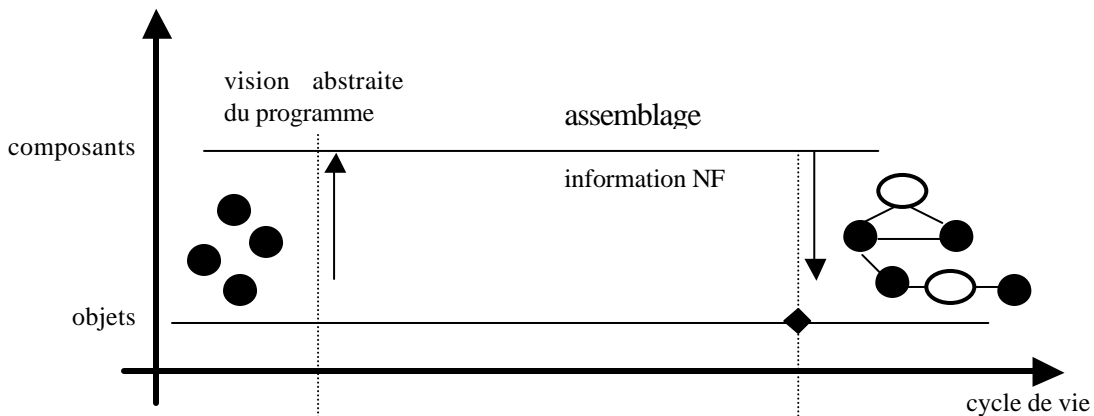 vision abstraite
du programme
assemblage
composants
information NF
objets
cycle de vie